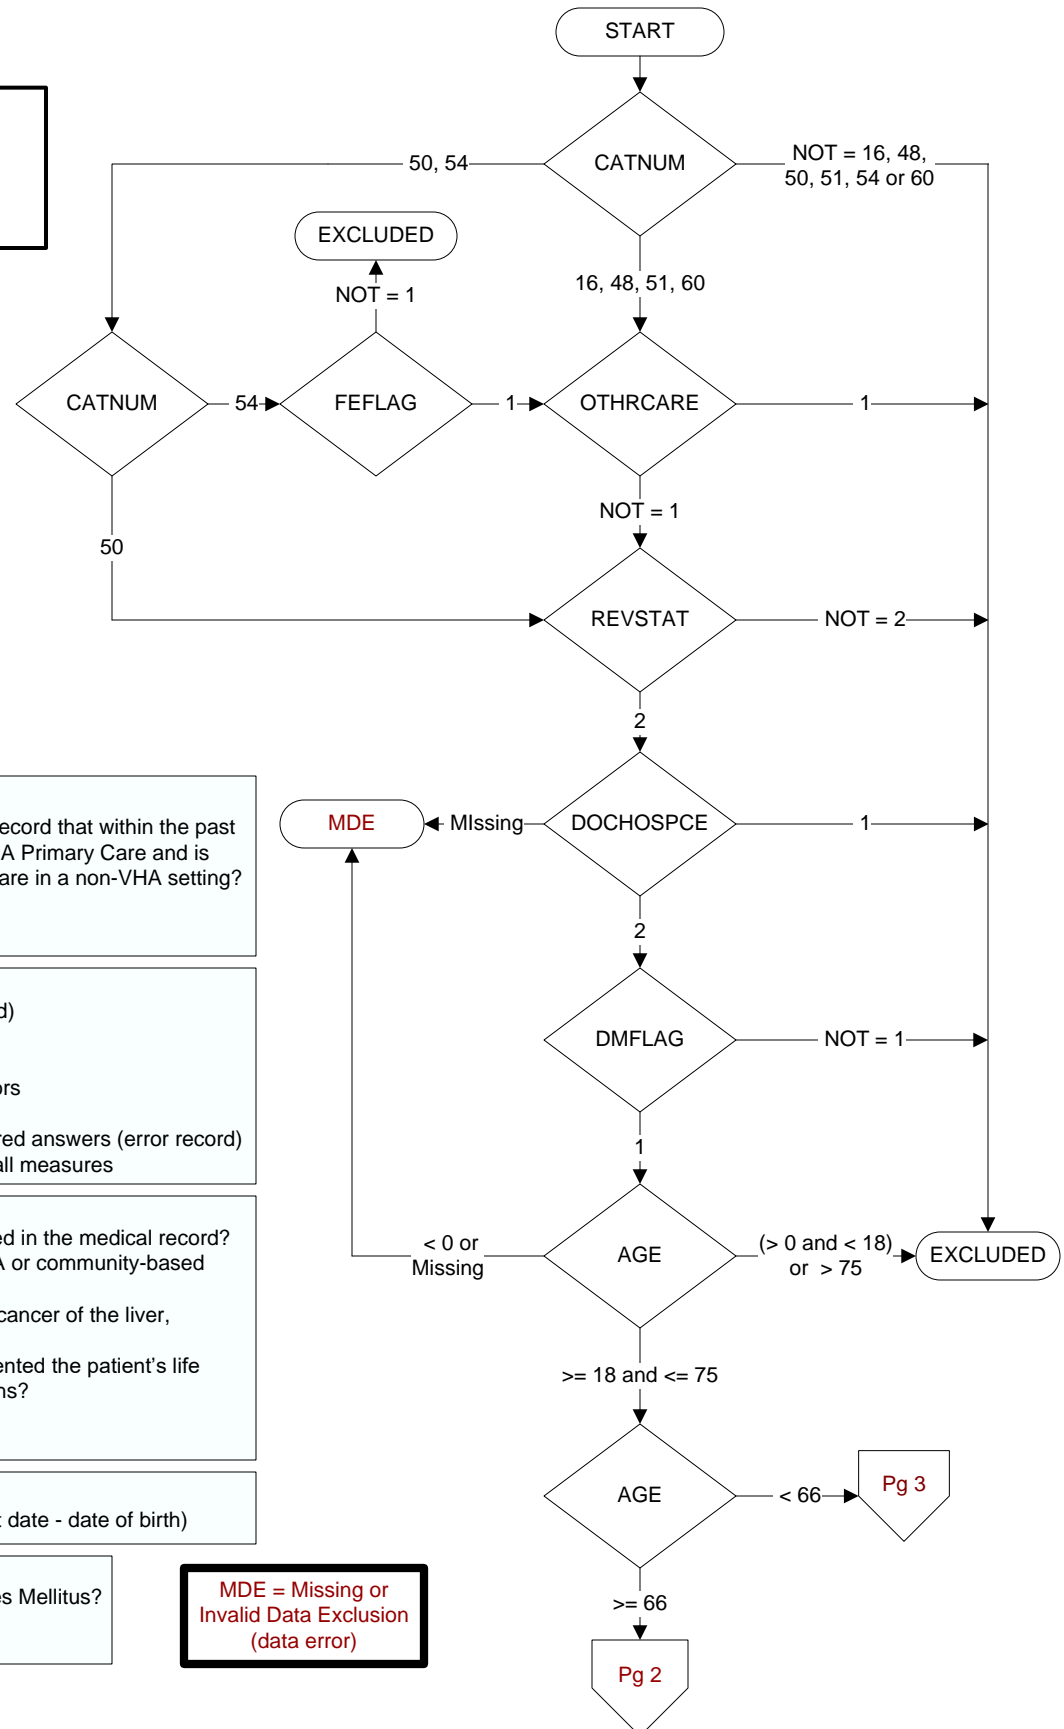 START
CATNUM
50, 54
NOT = 16, 48,
50, 51, 54 or 60
EXCLUDED
NOT = 1
16, 48, 51, 60
CATNUM
54
FEFLAG
1
OTHRCARE
1
NOT = 1
50
REVSTAT
NOT = 2
2
ecord that within the past
A Primary Care and is
are in a non-VHA setting?
MDE
MIssing
DOCHOSPCE
1
2
d)
ors
red answers (error record)
all measures
DMFLAG
NOT = 1
1
ed in the medical record?
A or community-based
cancer of the liver,
ented the patient's life
ns?
< 0 or
Missing
AGE
(> 0 and < 18)
or > 75
EXCLUDED
>= 18 and <= 75
AGE
< 66
Pg 3
t date - date of birth)
es Mellitus?
MDE = Missing or
Invalid Data Exclusion
(data error)
>= 66
Pg 2